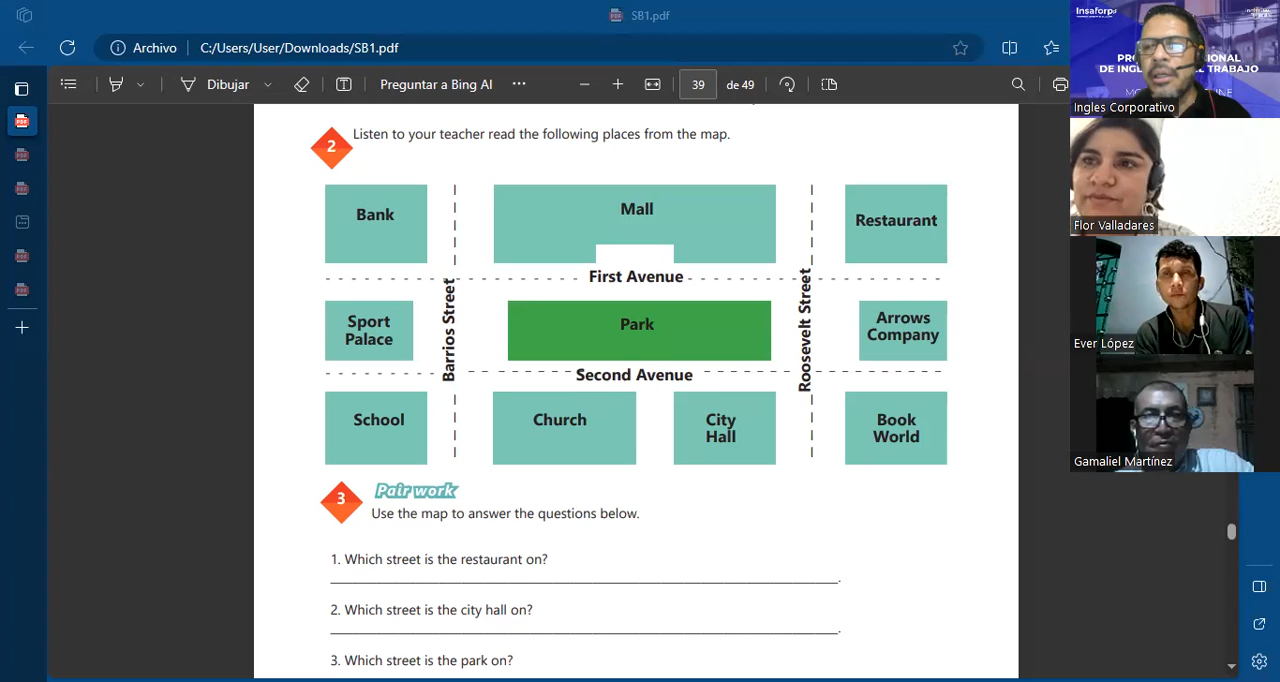 SB1.pdf
Archivo
C:/Users/User/Downloads/SB1.pdf
Dibujar
Preguntar a Bing AI
39
de 49
2
Listen to your teacher read the following places from the map.
Bank
Mall
Restaurant
First Avenue
Barrios Street
Roosevelt Street
Sport
Palace
Park
Arrows
Company
Second Avenue
School
Church
City
Hall
Book
World
3
Pair work
Use the map to answer the questions below.
1. Which street is the restaurant on?
2. Which street is the city hall on?
3. Which street is the park on?
Insaforp
TRABAJO
Ingles Corporativo
Flor Valladares
Ever López
Gamaliel Martínez